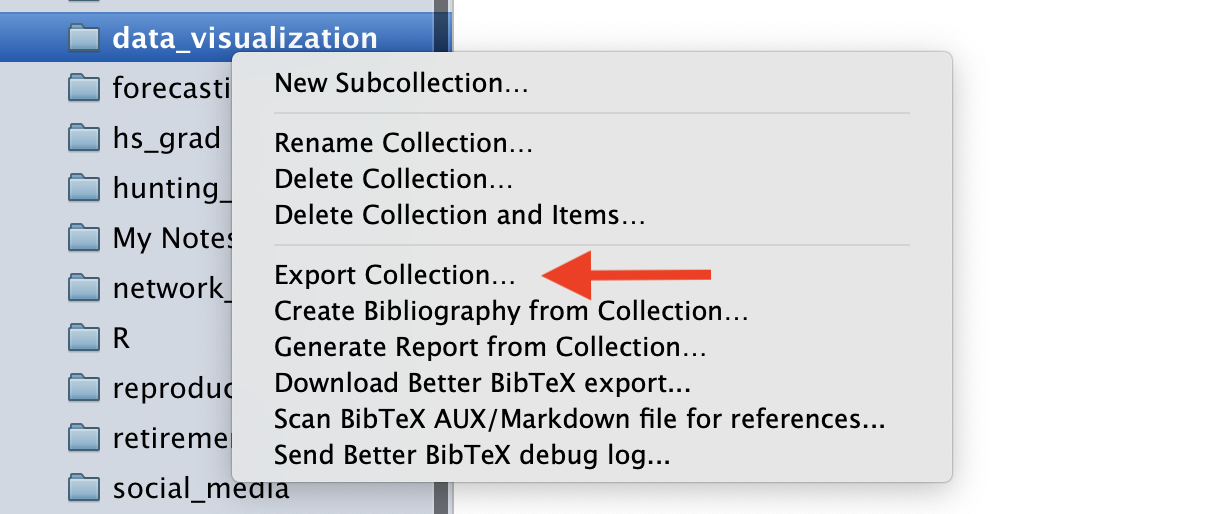 data_visualization
forecasti
hs_grad
hunting_
My Notes
network_
R
reproduc
retiremer
social_media
New Subcollection...
Rename Collection...
Delete Collection...
Delete Collection and Items...
Export Collection...
Create Bibliography from Collection...
Generate Report from Collection...
Download Better BibTeX export...
Scan BibTeX AUX/Markdown file for references...
Send Better BibTeX debug log...